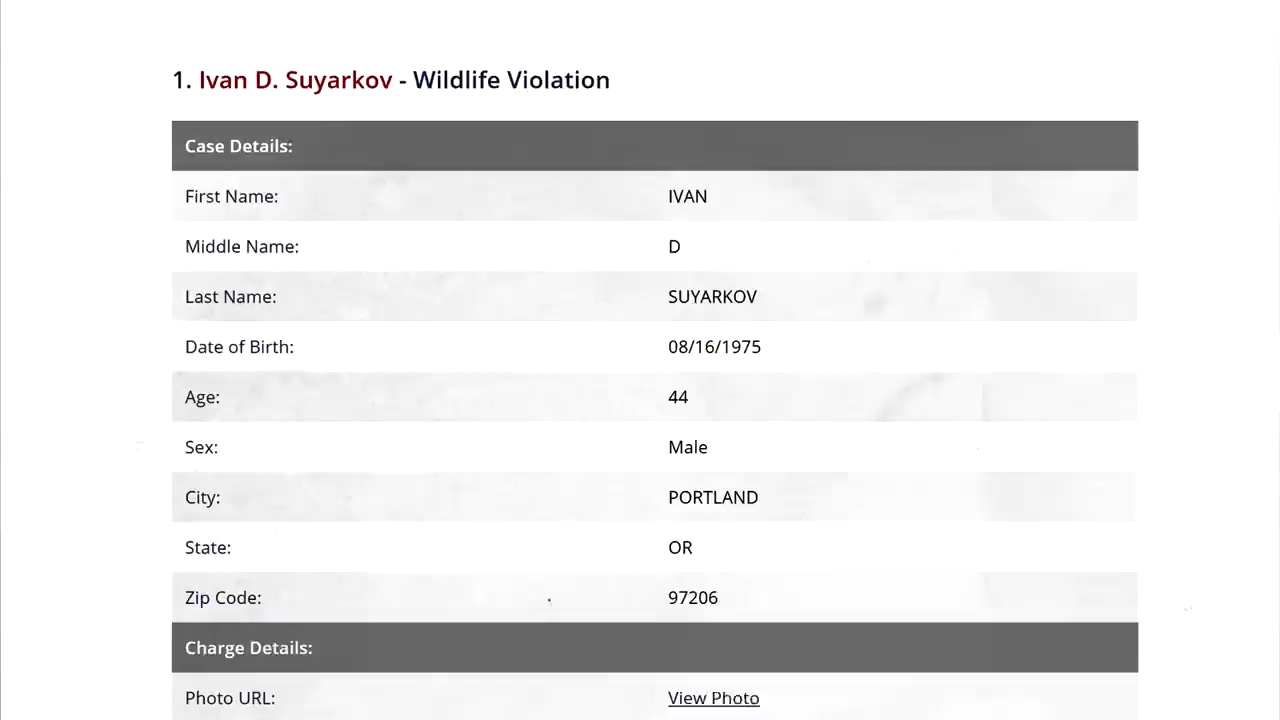 1. Ivan D. Suyarkov - Wildlife Violation
Case Details:
First Name: IVAN
Middle Name: D
Last Name: SUYARKOV
Date of Birth: 08/16/1975
Age: 44
Sex: Male
City: PORTLAND
State: OR
Zip Code: 97206
Charge Details:
Photo URL: View Photo